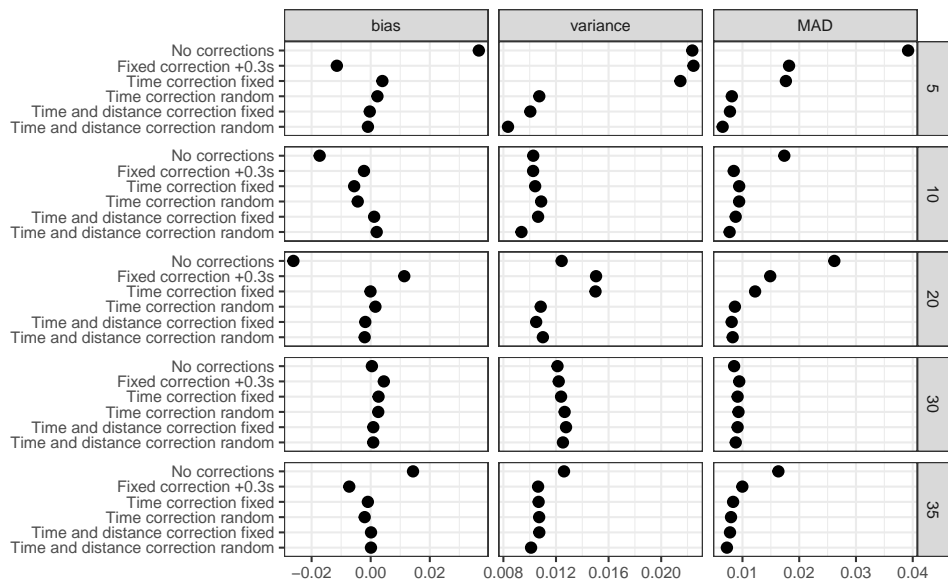 bias variance MAD
No corrections
Fixed correction +0.3s
Time correction fixed
Time correction random
Time and distance correction fixed
Time and distance correction random
5
No corrections
Fixed correction +0.3s
Time correction fixed
Time correction random
Time and distance correction fixed
Time and distance correction random
10
No corrections
Fixed correction +0.3s
Time correction fixed
Time correction random
Time and distance correction fixed
Time and distance correction random
20
No corrections
Fixed correction +0.3s
Time correction fixed
Time correction random
Time and distance correction fixed
Time and distance correction random
30
No corrections
Fixed correction +0.3s
Time correction fixed
Time correction random
Time and distance correction fixed
Time and distance correction random
35
−0.02 0.00 0.02 0.008 0.012 0.016 0.020 0.01 0.02 0.03 0.04